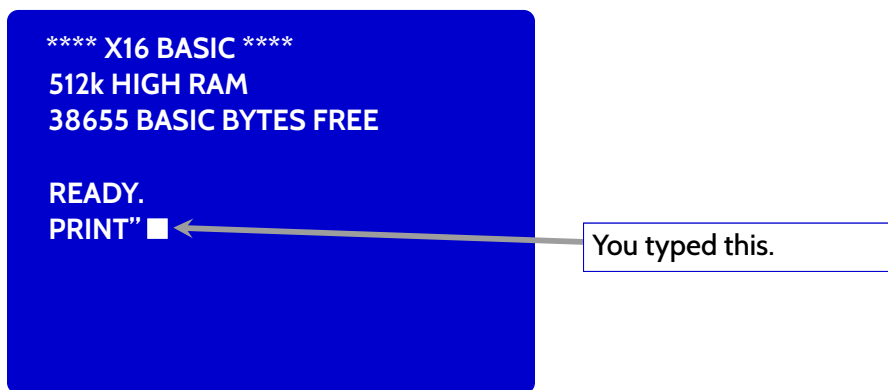 **** X16 BASIC ****
512k HIGH RAM
38655 BASIC BYTES FREE
READY.
PRINT”
You typed this.